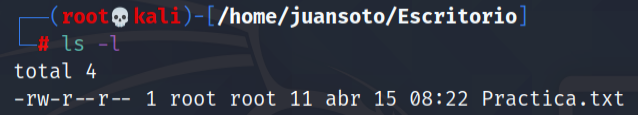 ┌──(root💀kali)-[/home/juansoto/Escritorio]
└─# ls -l
total 4
-rw-r--r-- 1 root root 11 abr 15 08:22 Practica.txt